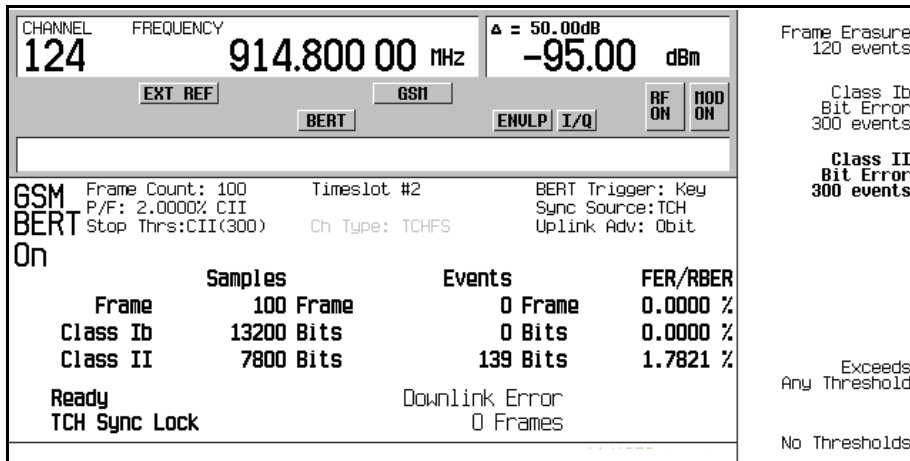 CHANNEL FREQUENCY Δ = 50.00dB
124 914.800 00 MHz -95.00 dBm
EXT REF GSM RF ON MOD ON
BERT ENVLP I/Q
GSM BERT On
Frame Count: 100 Timeslot #2 BERT Trigger: Key
P/F: 2.0000% CII Sync Source:TCH
Stop Thrs:CII(300) Ch Type: TCHFS Uplink Adv: 0bit
Samples Events FER/RBER
Frame 100 Frame 0 Frame 0.0000 %
Class Ib 13200 Bits 0 Bits 0.0000 %
Class II 7800 Bits 139 Bits 1.7821 %
Ready Downlink Error
TCH Sync Lock 0 Frames
Frame Erasure
120 events
Class Ib
Bit Error
300 events
Class II
Bit Error
300 events
Exceeds
Any Threshold
No Thresholds